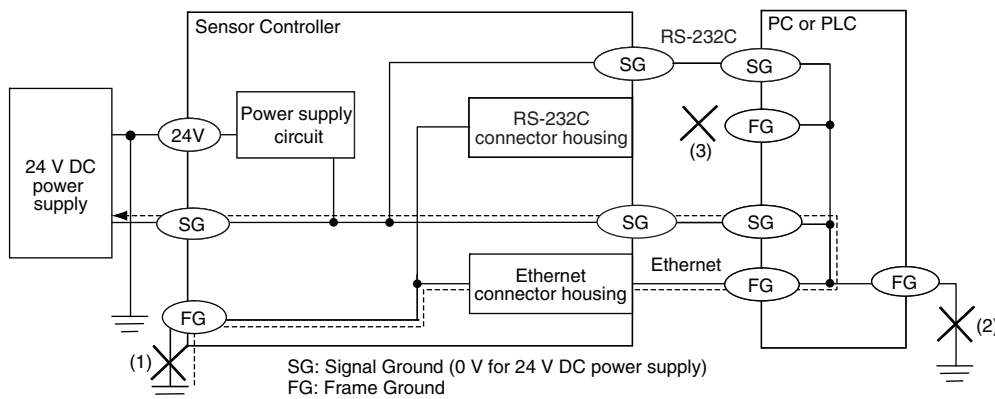 Sensor Controller
PC or PLC
RS-232C
SG
SG
24 V DC
power
supply
24V
Power supply
circuit
RS-232C
connector housing
(3)
FG
SG
SG
SG
Ethernet
connector housing
Ethernet
FG
FG
FG
(1)
(2)
SG: Signal Ground (0 V for 24 V DC power supply)
FG: Frame Ground